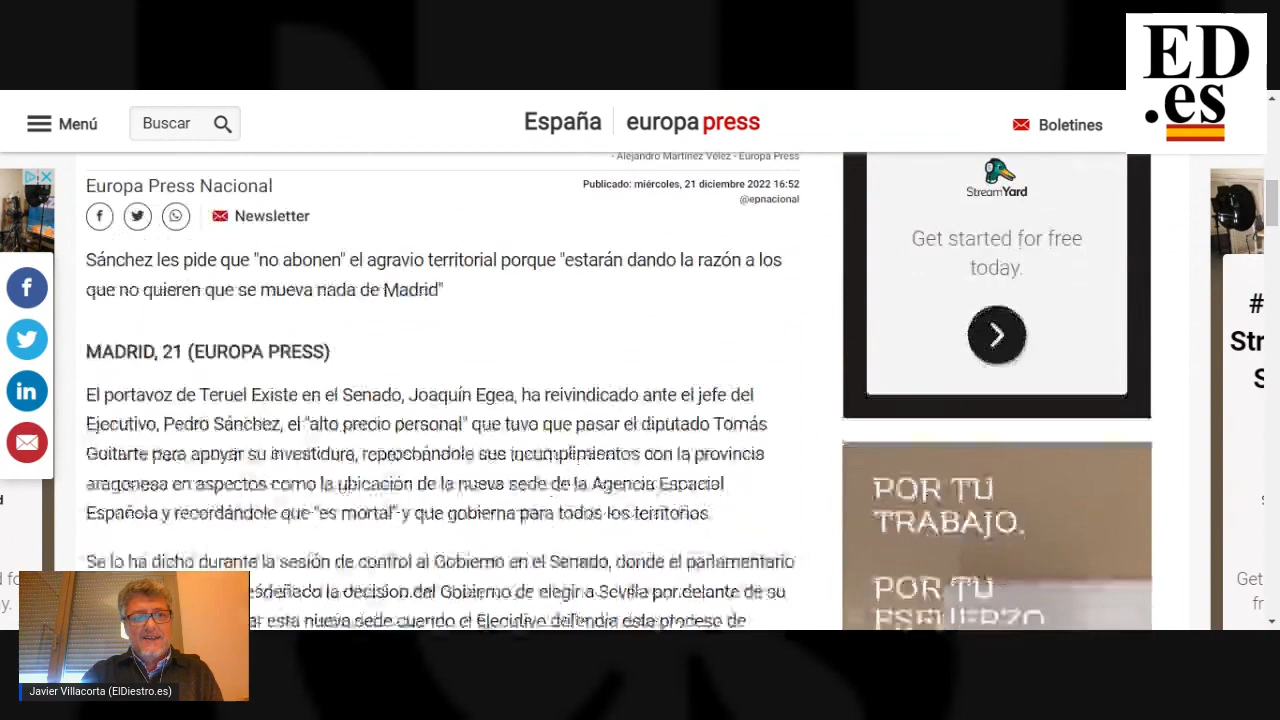 ED
.es
Menú
Buscar
España
europapress
Boletines
- Alejandro Martínez Vélez - Europa Press
Europa Press Nacional
Publicado: miércoles, 21 diciembre 2022 16:52
@epnacional
Newsletter
Sánchez les pide que "no abonen" el agravio territorial porque "estarán dando la razón a los
que no quieren que se mueva nada de Madrid"
MADRID, 21 (EUROPA PRESS)
El portavoz de Teruel Existe en el Senado, Joaquín Egea, ha reivindicado ante el jefe del
Ejecutivo, Pedro Sánchez, el "alto precio personal" que tuvo que pasar el diputado Tomás
Guitarte para apoyar su investidura, reprochándole sus incumplimientos con la provincia
aragonesa en aspectos como la ubicación de la nueva sede de la Agencia Espacial
Española y recordándole que "es mortal" y que gobierna para todos los territorios.
Se lo ha dicho durante la sesión de control al Gobierno en el Senado, donde el parlamentario
la decisión del Gobierno de elegir a Sevilla por delante de su
esta nueva sede cuando el Ejecutivo defendía este proceso de
StreamYard
Get started for free
today.
POR TU
TRABAJO.
POR TU
ESFUERZO
#
Str
S
Get
fr
Javier Villacorta (ElDiestro.es)